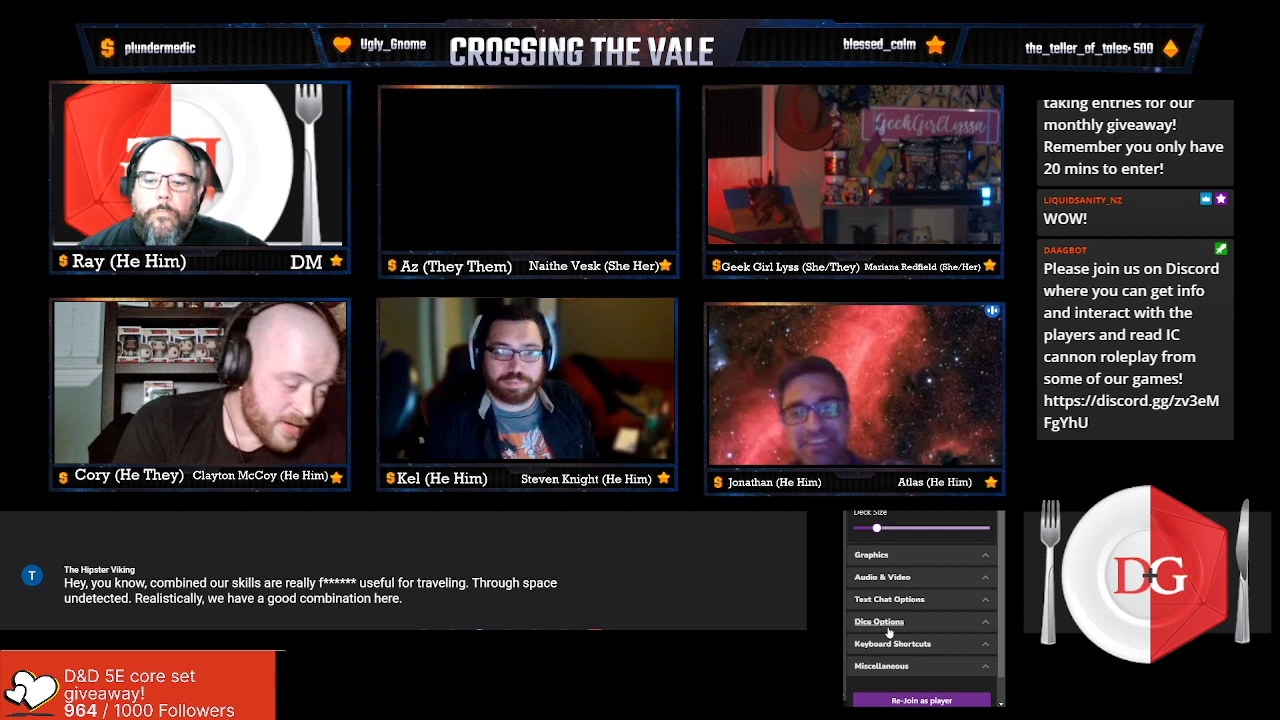 plundermedic
Ugly_Gnome
CROSSING THE VALE
blessed_calm
the_teller_of_tales: 500
Ray (He Him)
DM
Az (They Them)
Naithe Vesk (She Her)
GeekGirlLyssa
Geek Girl Lyss (She/They)
Mariana Redfield (She/Her)
Cory (He They)
Clayton McCoy (He Him)
Kel (He Him)
Steven Knight (He Him)
Jonathan (He Him)
Atlas (He Him)
taking entries for our
monthly giveaway!
Remember you only have
20 mins to enter!
LIQUIDSANITY_NZ
WOW!
DAAGBOT
Please join us on Discord
where you can get info
and interact with the
players and read IC
cannon roleplay from
some of our games!
https://discord.gg/zv3eM
FgYhU
T
The Hipster Viking
Hey, you know, combined our skills are really f****** useful for traveling. Through space
undetected. Realistically, we have a good combination here.
Deck Size
Graphics
Audio & Video
Text Chat Options
Dice Options
Keyboard Shortcuts
Miscellaneous
Re-Join as player
D+G
D&D 5E core set
giveaway!
964 / 1000 Followers